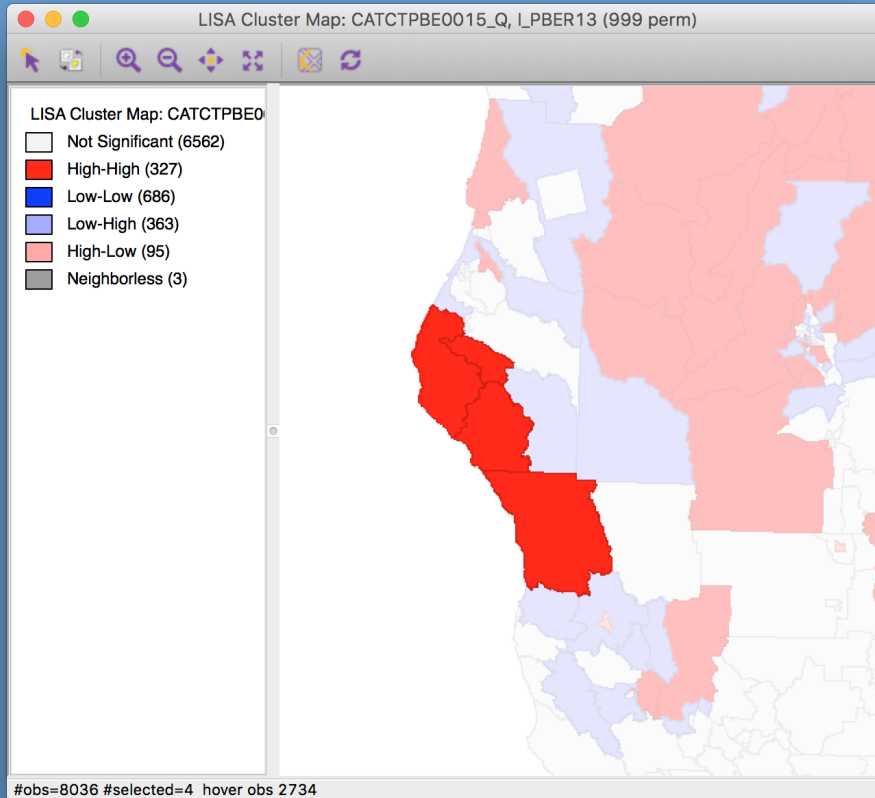 LISA Cluster Map: CATCTPBE0015_Q, I_PBER13 (999 perm)
LISA Cluster Map: CATCTPBE0
Not Significant (6562)
High-High (327)
Low-Low (686)
Low-High (363)
High-Low (95)
Neighborless (3)
#obs=8036 #selected=4 hover obs 2734